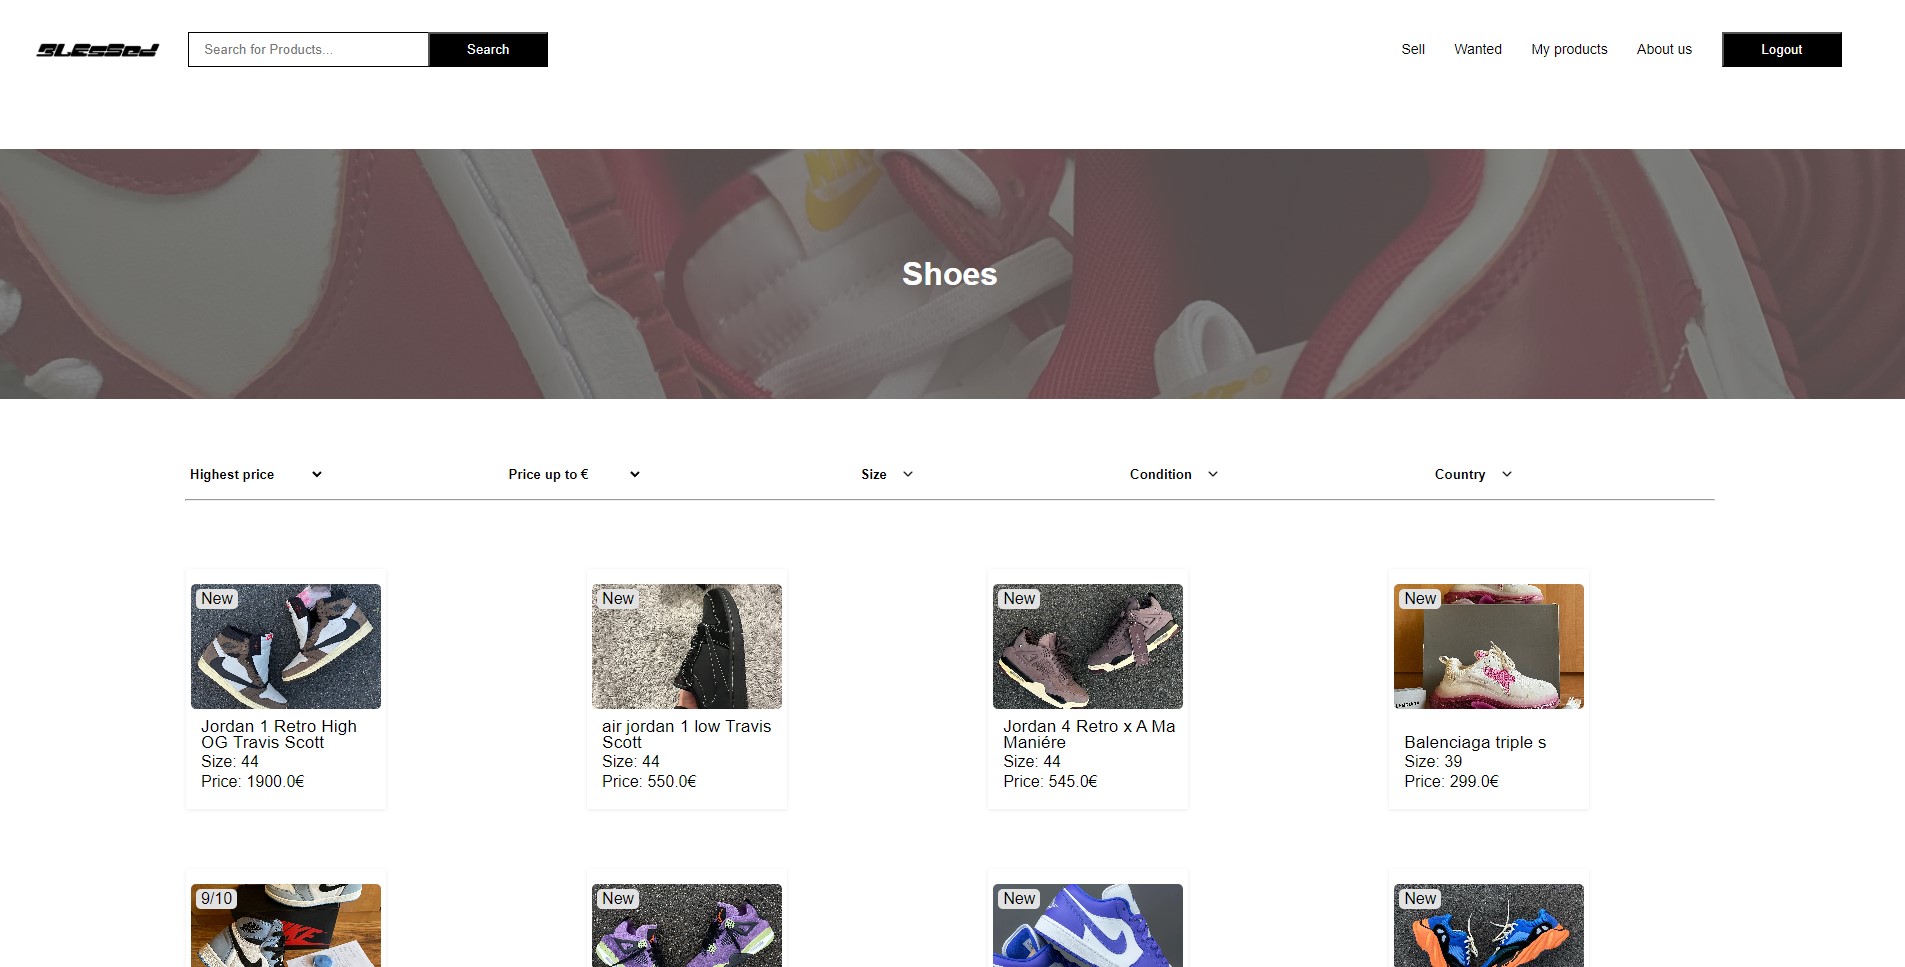 BLEsSed
Search for Products...
Search
Sell
Wanted
My products
About us
Logout
Shoes
Highest price
Price up to €
Size
Condition
Country
New
New
New
New
Jordan 1 Retro High
OG Travis Scott
Size: 44
Price: 1900.0€
air jordan 1 low Travis
Scott
Size: 44
Price: 550.0€
Jordan 4 Retro x A Ma
Maniére
Size: 44
Price: 545.0€
Balenciaga triple s
Size: 39
Price: 299.0€
9/10
New
New
New